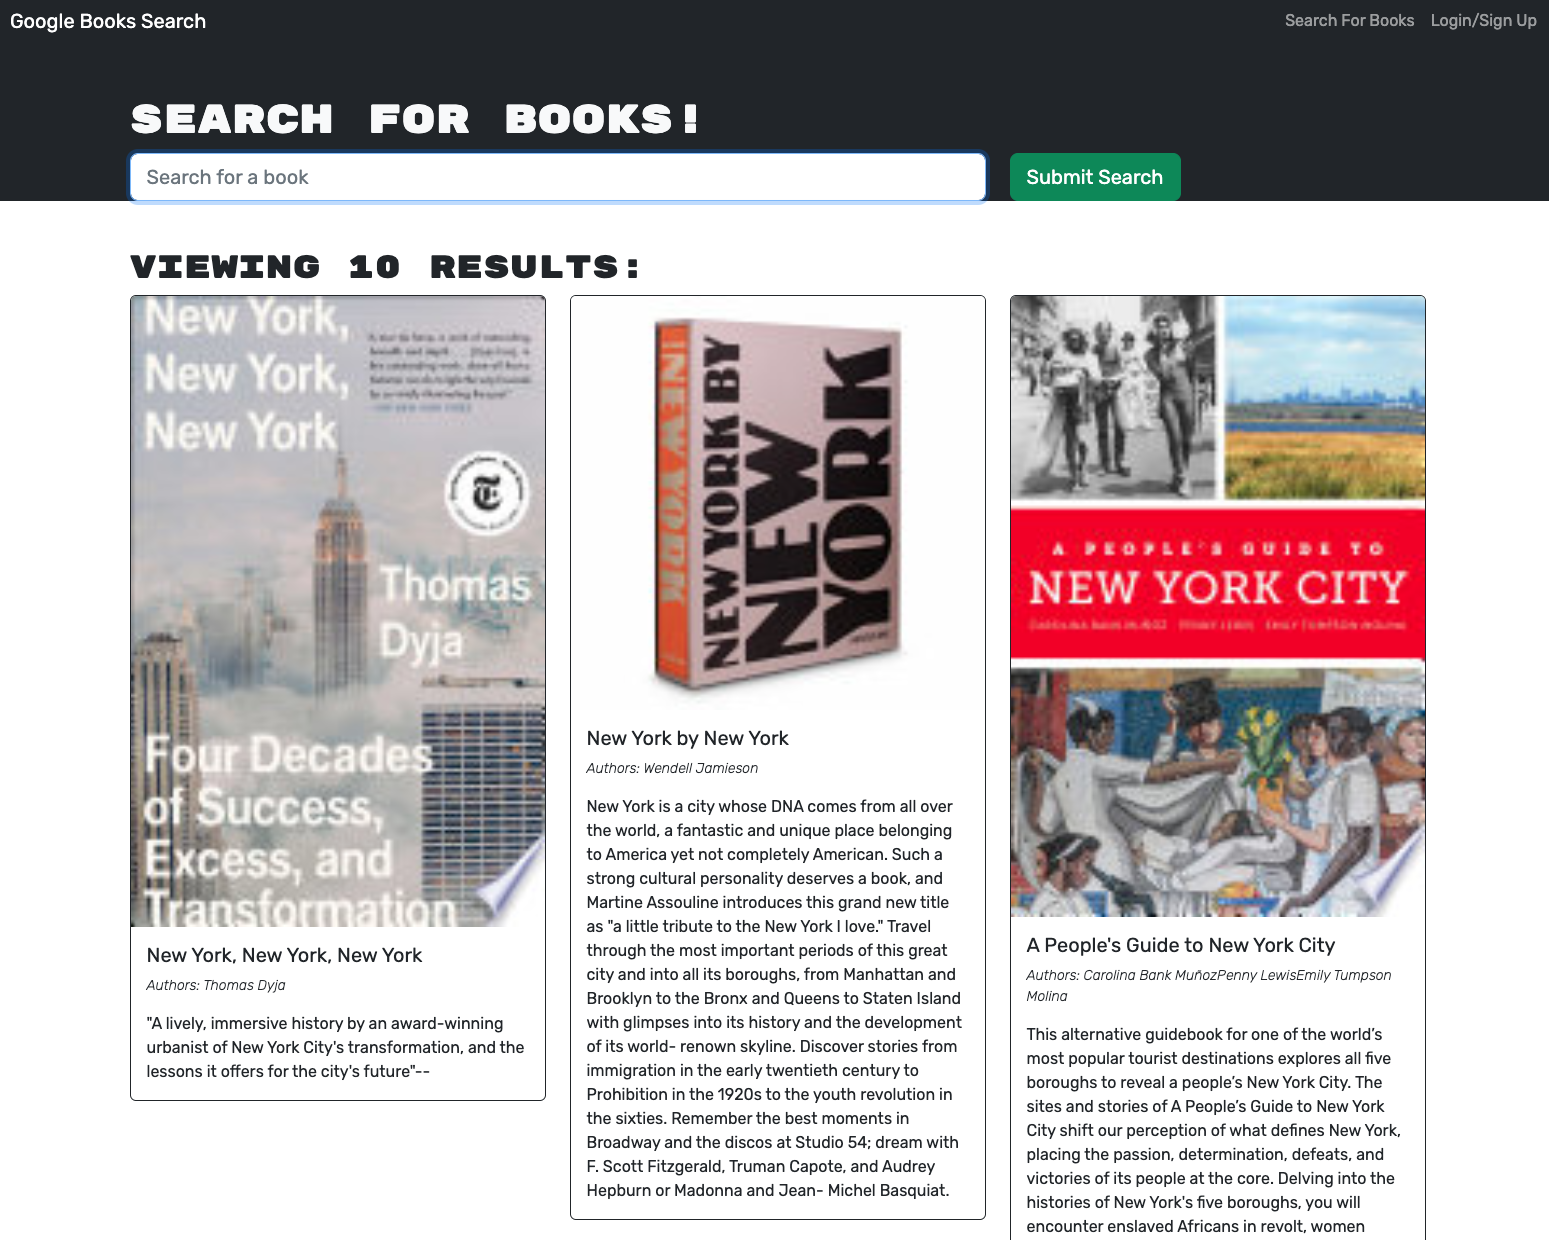 Google Books Search
Search For Books
Login/Sign Up
SEARCH FOR BOOKS!
Search for a book
Submit Search
VIEWING 10 RESULTS:
New York,
New York,
New York
Thomas
Dyja
Four Decades
of Success,
Excess, and
Transformation
New York, New York, New York
Authors: Thomas Dyja
"A lively, immersive history by an award-winning
urbanist of New York City's transformation, and the
lessons it offers for the city's future"--
NEW YORK
NEW YORK BY
NEW
YORK
New York by New York
Authors: Wendell Jamieson
New York is a city whose DNA comes from all over
the world, a fantastic and unique place belonging
to America yet not completely American. Such a
strong cultural personality deserves a book, and
Martine Assouline introduces this grand new title
as "a little tribute to the New York I love." Travel
through the most important periods of this great
city and into all its boroughs, from Manhattan and
Brooklyn to the Bronx and Queens to Staten Island
with glimpses into its history and the development
of its world- renown skyline. Discover stories from
immigration in the early twentieth century to
Prohibition in the 1920s to the youth revolution in
the sixties. Remember the best moments in
Broadway and the discos at Studio 54; dream with
F. Scott Fitzgerald, Truman Capote, and Audrey
Hepburn or Madonna and Jean- Michel Basquiat.
A PEOPLE'S GUIDE TO
NEW YORK CITY
A People's Guide to New York City
Authors: Carolina Bank MuñozPenny LewisEmily Tumpson
Molina
This alternative guidebook for one of the world’s
most popular tourist destinations explores all five
boroughs to reveal a people’s New York City. The
sites and stories of A People’s Guide to New York
City shift our perception of what defines New York,
placing the passion, determination, defeats, and
victories of its people at the core. Delving into the
histories of New York's five boroughs, you will
encounter enslaved Africans in revolt, women